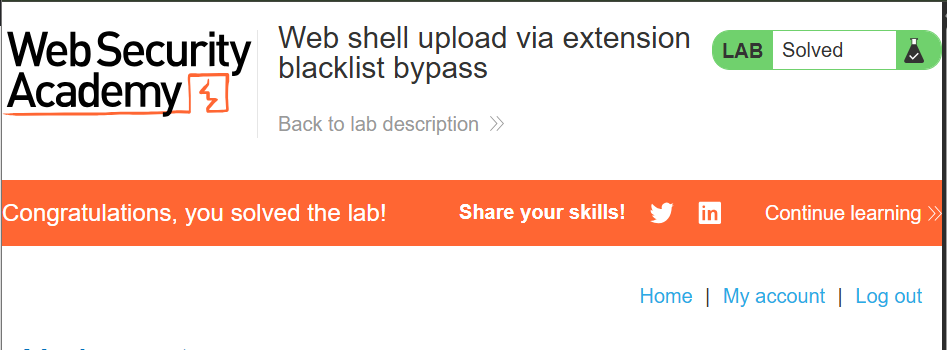 Web Security
Academy
Web shell upload via extension
blacklist bypass
LAB Solved
Back to lab description
Congratulations, you solved the lab! Share your skills! Continue learning
Home | My account | Log out